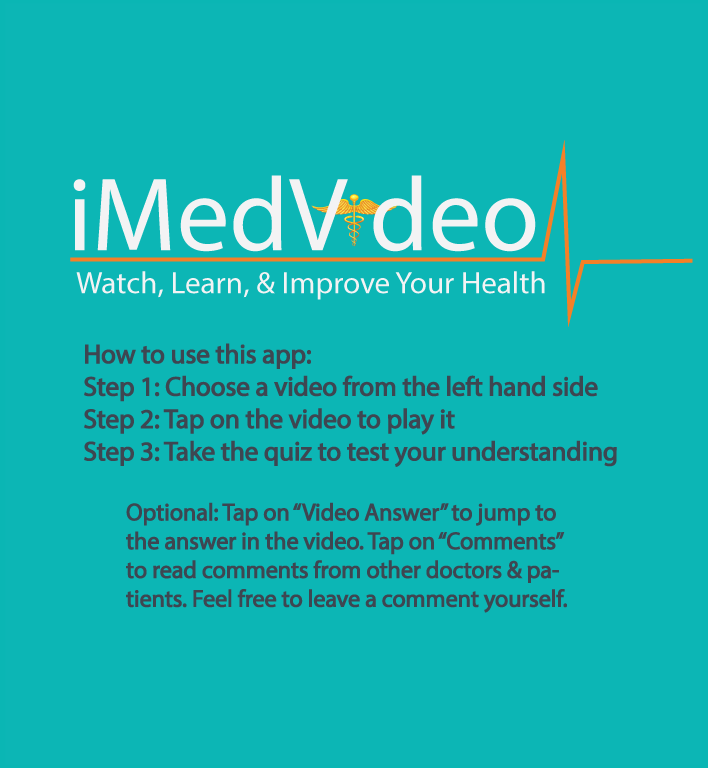 iMedVideo
Watch, Learn, & Improve Your Health
How to use this app:
Step 1: Choose a video from the left hand side
Step 2: Tap on the video to play it
Step 3: Take the quiz to test your understanding
Optional: Tap on “Video Answer” to jump to
the answer in the video. Tap on “Comments”
to read comments from other doctors & pa-
tients. Feel free to leave a comment yourself.